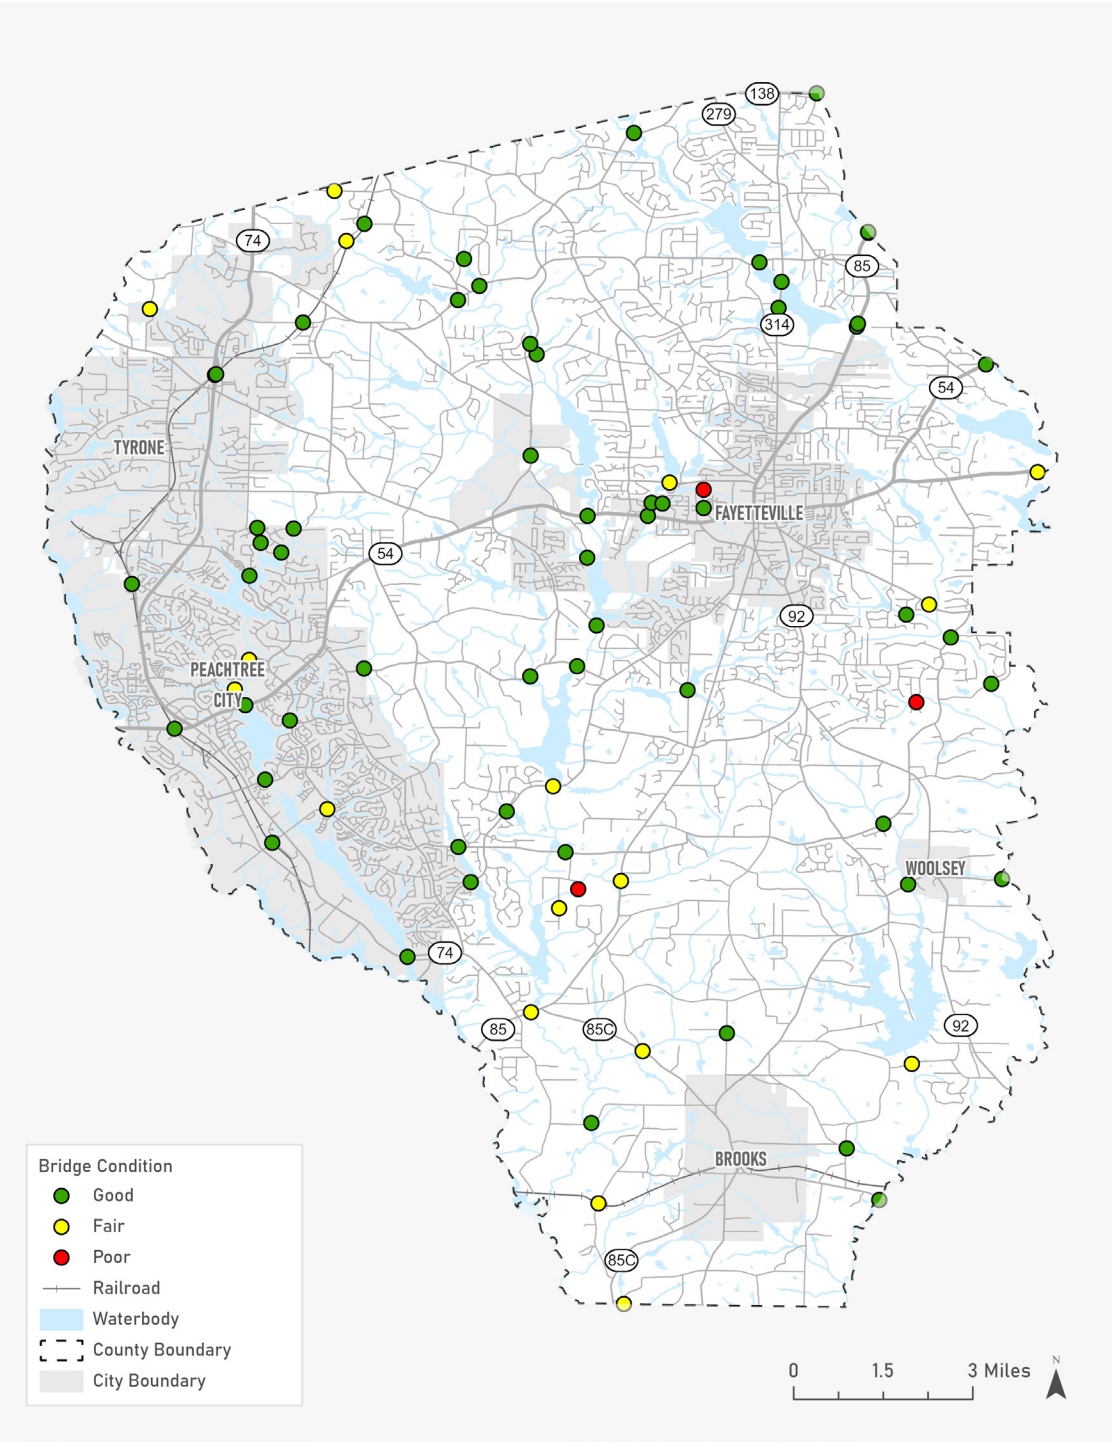 138
279
74
85
314
54
TYRONE
FAYETTEVILLE
54
92
PEACHTREE
CITY
WOOLSEY
74
85
85C
92
BROOKS
85C
Bridge Condition
Good
Fair
Poor
Railroad
Waterbody
County Boundary
City Boundary
0 1.5 3 Miles
N